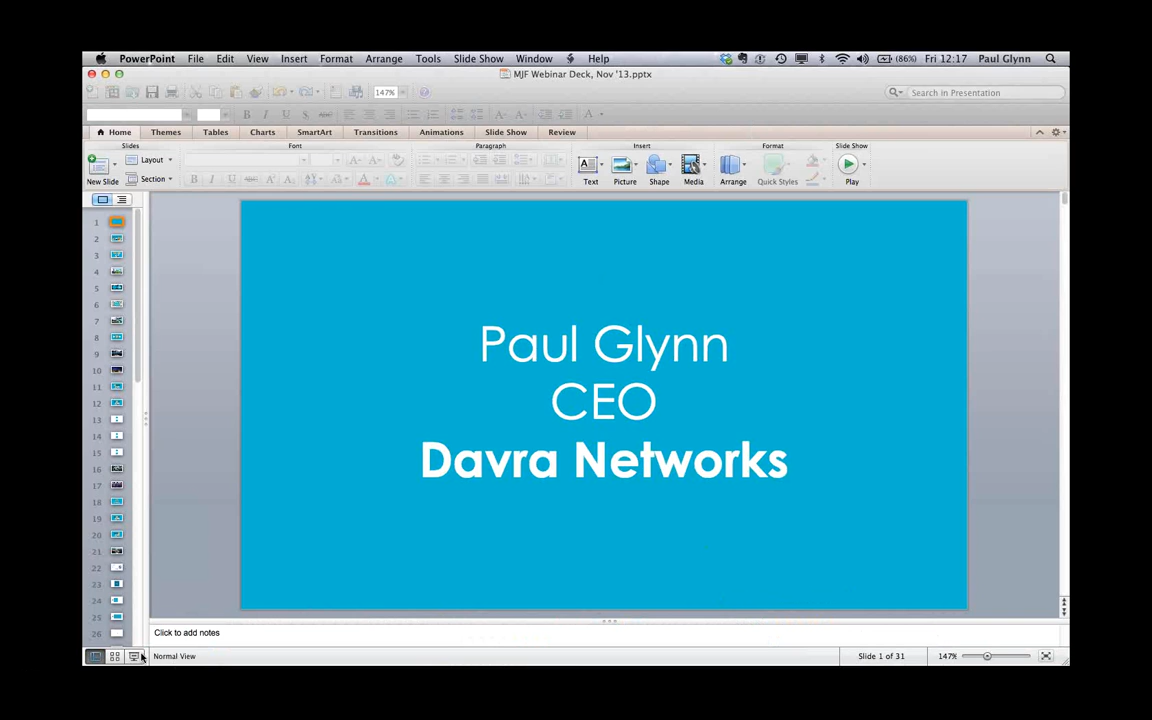 PowerPoint File Edit View Insert Format Arrange Tools Slide Show Window Help (86%) Fri 12:17 Paul Glynn
MJF Webinar Deck, Nov '13.pptx
147% Search in Presentation
Home Themes Tables Charts SmartArt Transitions Animations Slide Show Review
Slides Font Paragraph Insert Format Slide Show
Layout
New Slide Section Text Picture Shape Media Arrange Quick Styles Play
1
2
3
4
5
6
7
8
9
10
11
12
13
14
15
16
17
18
19
20
21
22
23
24
25
26
Paul Glynn
CEO
Davra Networks
Click to add notes
Normal View Slide 1 of 31 147%